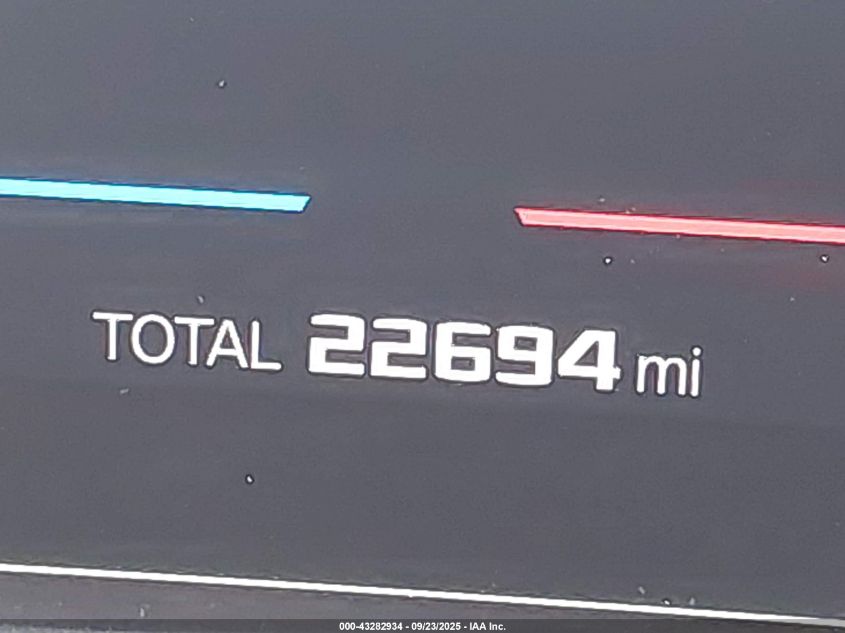 TOTAL 22694 mi
000-43282934 - 09/23/2025 - IAA Inc.